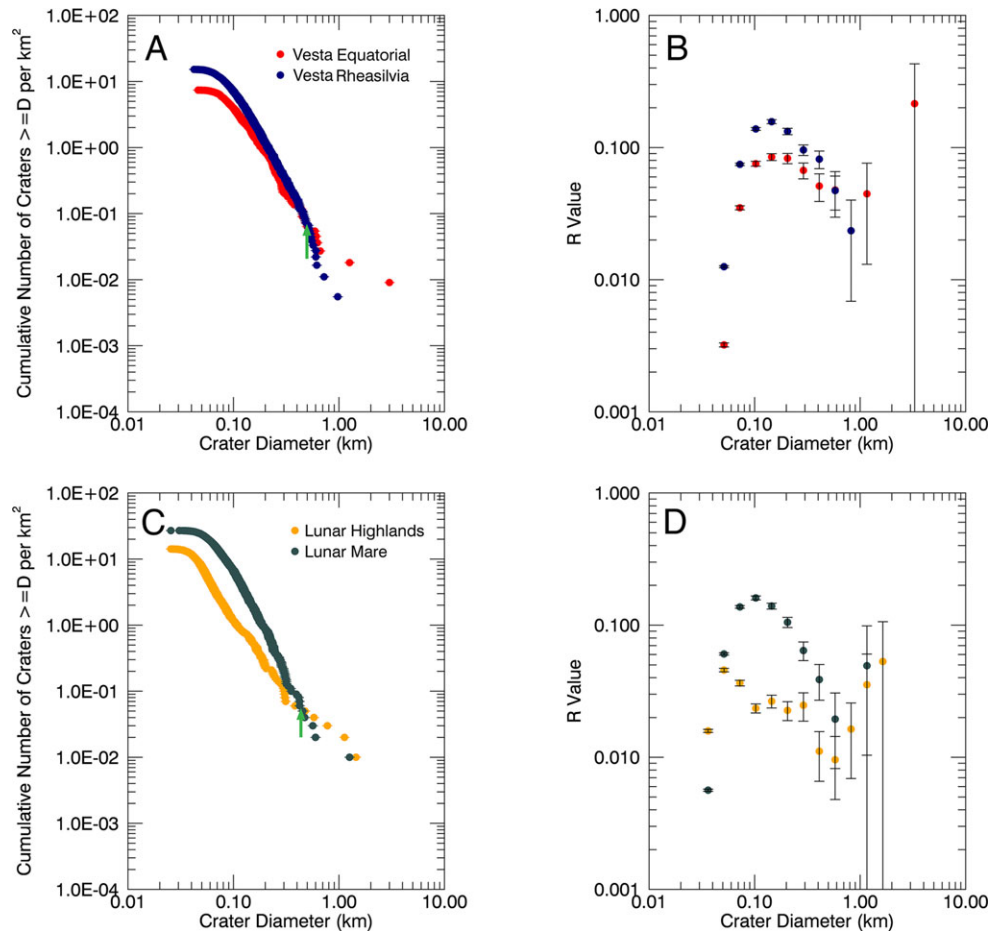 A
Vesta Equatorial
Vesta Rheasilvia
1.0E+02
1.0E+01
1.0E+00
1.0E-01
1.0E-02
1.0E-03
1.0E-04
Cumulative Number of Craters >=D per km²
0.01 0.10 1.00 10.00
Crater Diameter (km)
B
1.000
0.100
0.010
0.001
R Value
0.01 0.10 1.00 10.00
Crater Diameter (km)
C
Lunar Highlands
Lunar Mare
1.0E+02
1.0E+01
1.0E+00
1.0E-01
1.0E-02
1.0E-03
1.0E-04
Cumulative Number of Craters >=D per km²
0.01 0.10 1.00 10.00
Crater Diameter (km)
D
1.000
0.100
0.010
0.001
R Value
0.01 0.10 1.00 10.00
Crater Diameter (km)